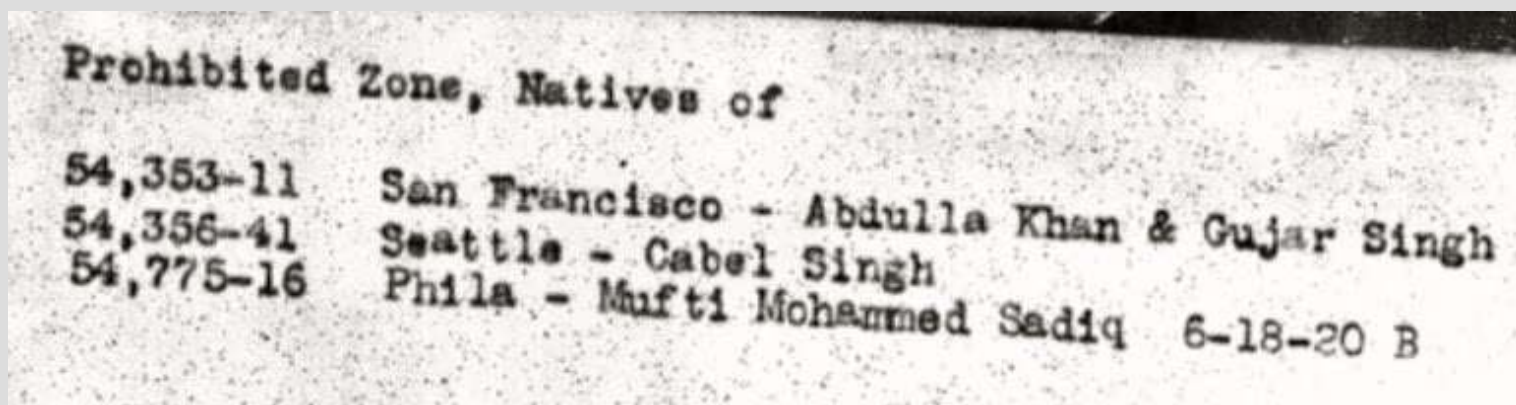 Prohibited Zone, Natives of
54,353-11 San Francisco - Abdulla Khan & Gujar Singh
54,356-41 Seattle - Cabel Singh
54,775-16 Phila - Mufti Mohammed Sadiq 6-18-20 B